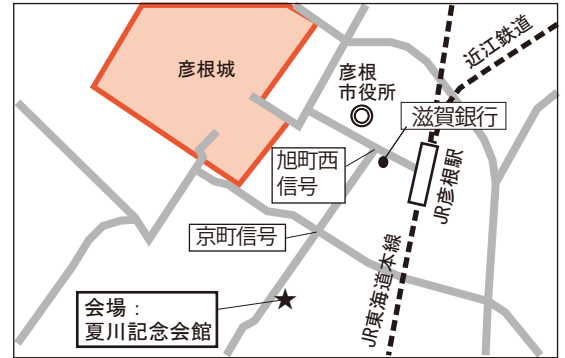 近江鉄道
彦根城
彦根
市役所
滋賀銀行
旭町西
信号
JR彦根駅
京町信号
JR東海道本線
会場：
夏川記念会館